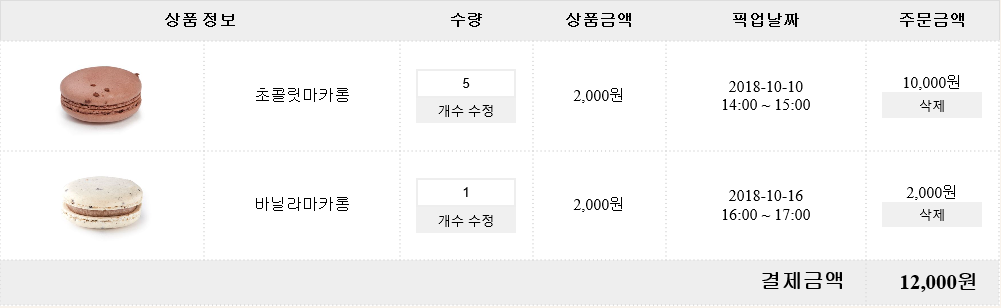 상품 정보 수량 상품금액 픽업날짜 주문금액
초콜릿마카롱 5 2,000원 2018-10-10 10,000원
개수 수정 14:00 ~ 15:00 삭제
바닐라마카롱 1 2,000원 2018-10-16 2,000원
개수 수정 16:00 ~ 17:00 삭제
결제금액 12,000원